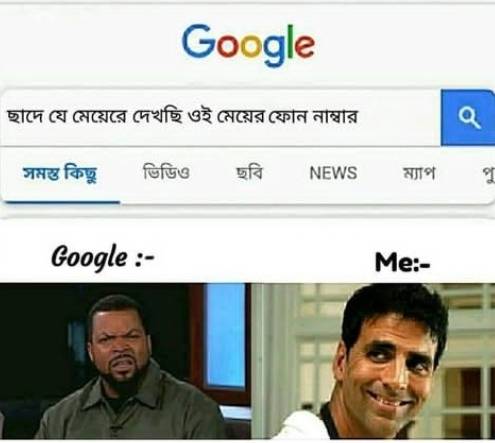 Google
ছাদে যে মেয়েরে দেখছি ওই মেয়ের ফোন নাম্বার
সমস্ত কিছু ভিডিও ছবি NEWS ম্যাপ পু
Google :-
Me:-